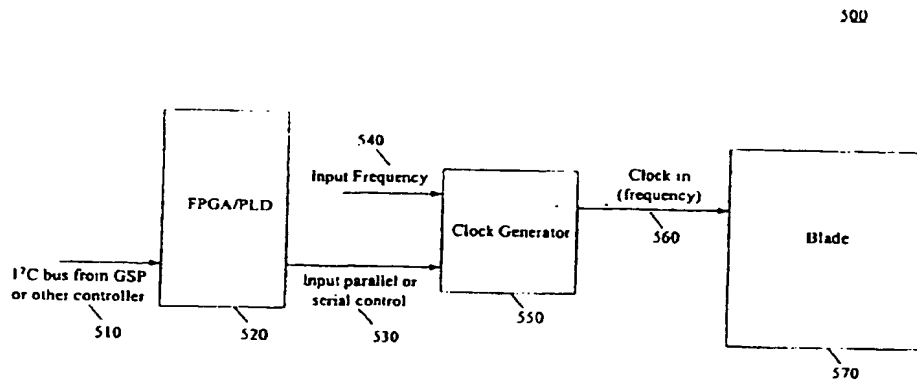 500
540
Input Frequency
FPGA/PLD
Clock Generator
Clock in
(frequency)
560
Blade
I²C bus from GSP
or other controller
510
520
Input parallel or
serial control
530
550
570